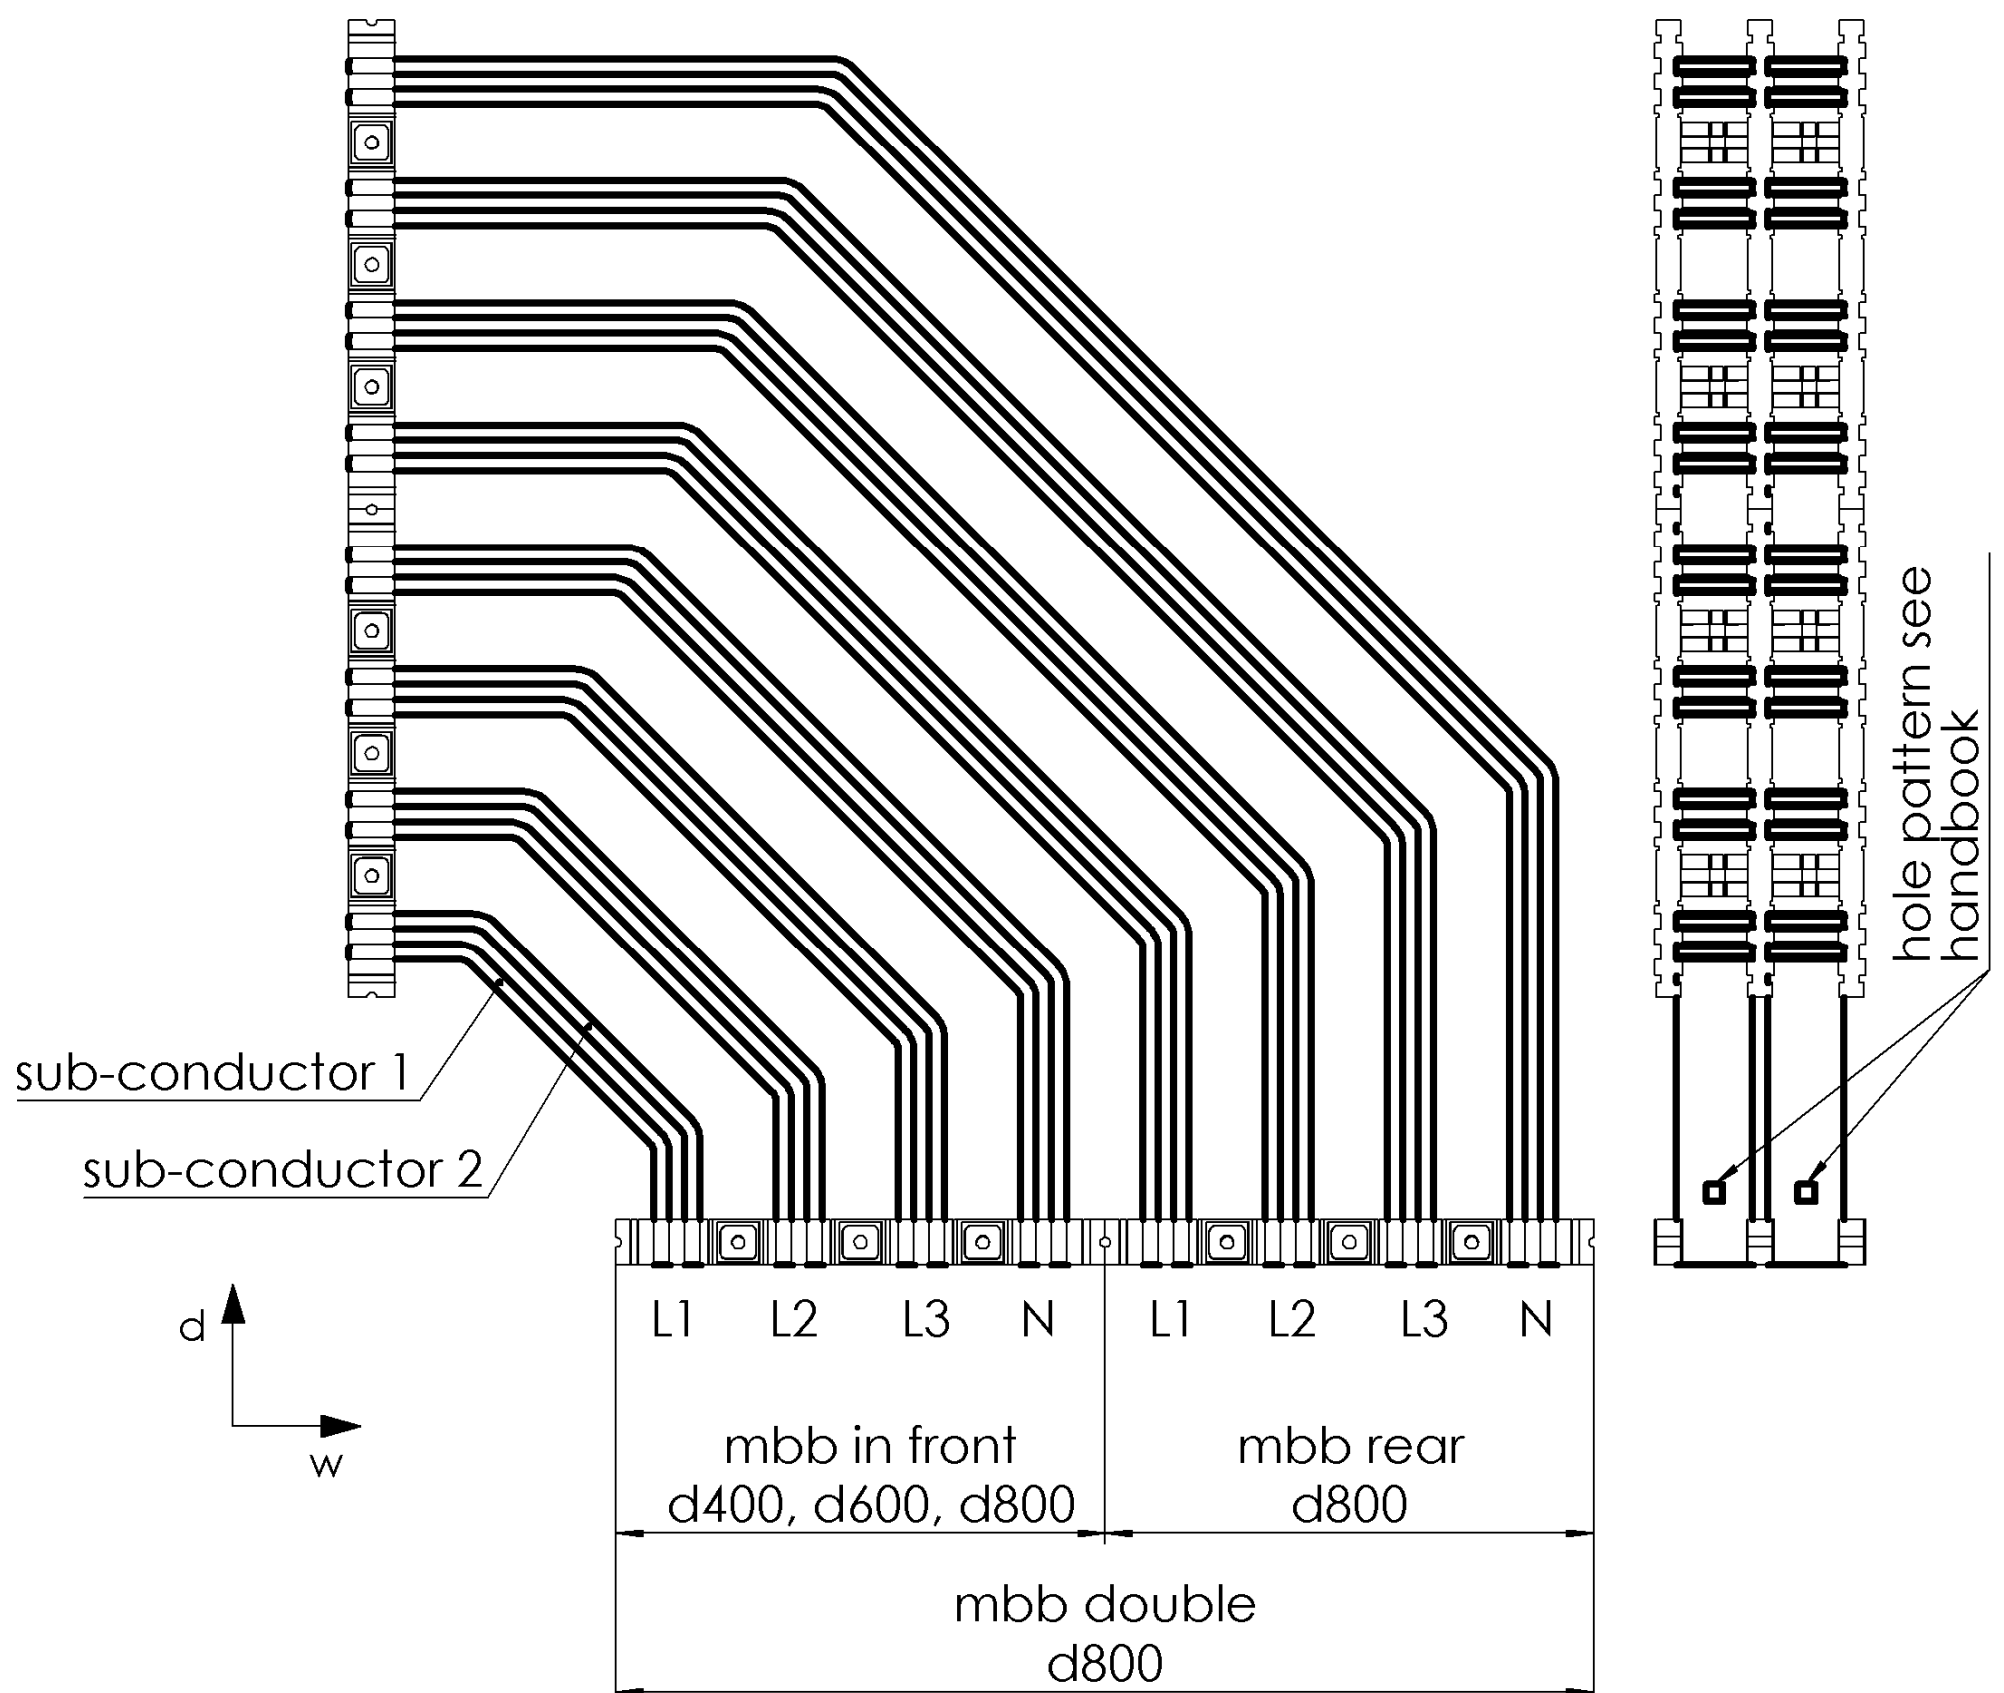 hole pattern see
handbook
sub-conductor 1
sub-conductor 2
L1 L2 L3 N L1 L2 L3 N
d
w
mbb in front
d400, d600, d800
mbb rear
d800
mbb double
d800